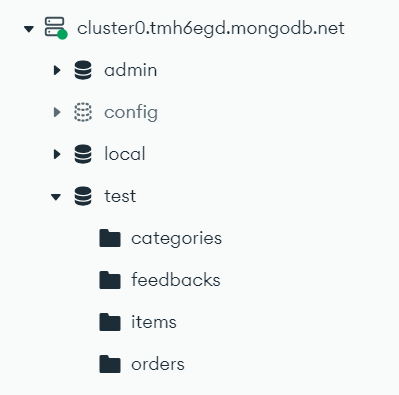 cluster0.tmh6egd.mongodb.net
admin
config
local
test
categories
feedbacks
items
orders